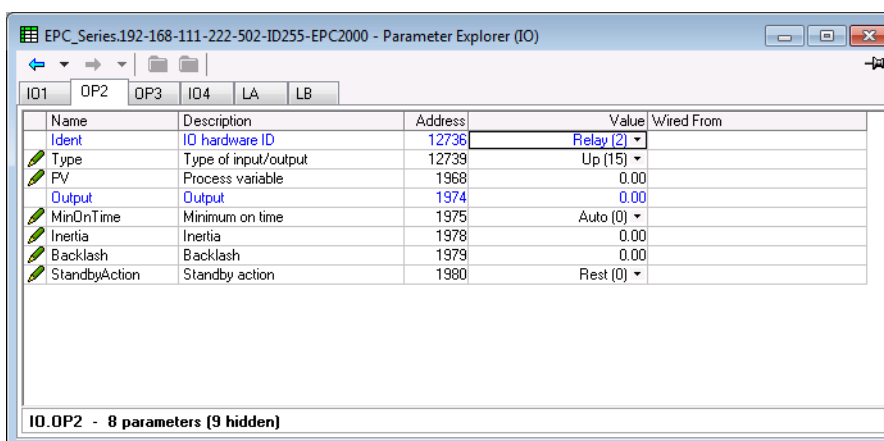 EPC_Series.192-168-111-222-502-ID255-EPC2000 - Parameter Explorer (IO)
IO1 OP2 OP3 IO4 LA LB
Name Description Address Value Wired From
Ident IO hardware ID 12736 Relay (2)
Type Type of input/output 12739 Up (15)
PV Process variable 1968 0.00
Output Output 1974 0.00
MinOnTime Minimum on time 1975 Auto (0)
Inertia Inertia 1978 0.00
Backlash Backlash 1979 0.00
StandbyAction Standby action 1980 Rest (0)
IO.OP2 - 8 parameters (9 hidden)